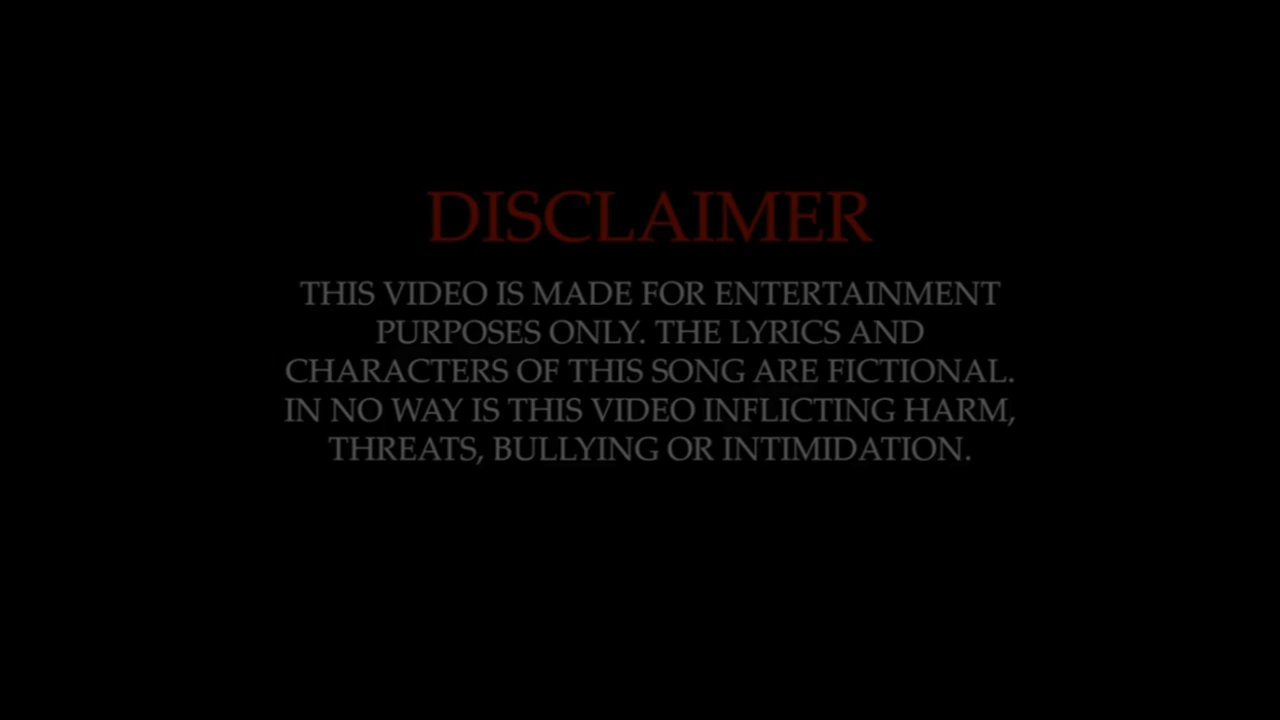 DISCLAIMER
THIS VIDEO IS MADE FOR ENTERTAINMENT
PURPOSES ONLY. THE LYRICS AND
CHARACTERS OF THIS SONG ARE FICTIONAL.
IN NO WAY IS THIS VIDEO INFLICTING HARM,
THREATS, BULLYING OR INTIMIDATION.